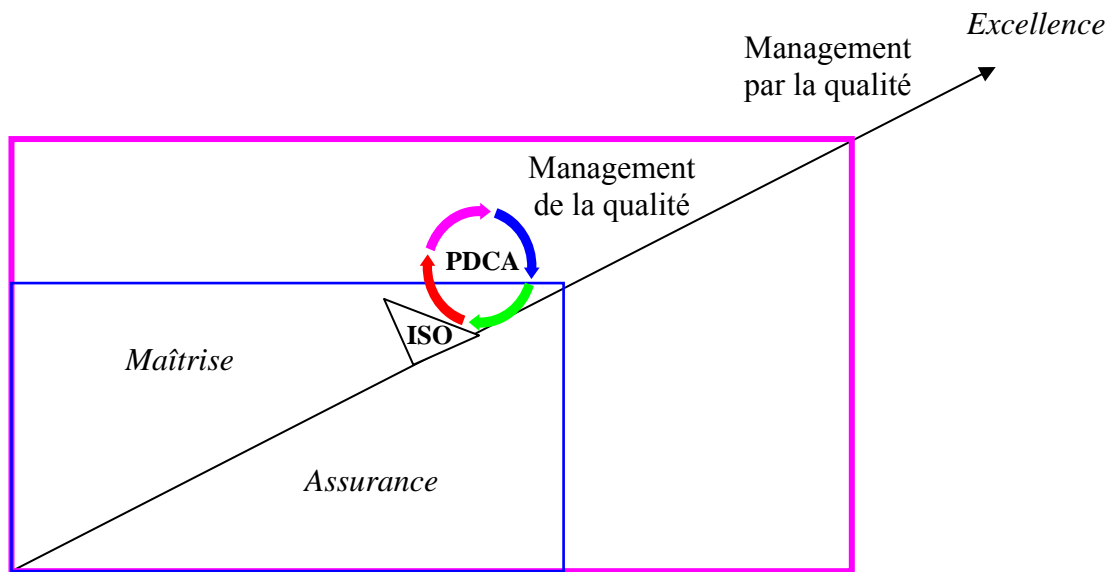 Excellence
Management
par la qualité
Management
de la qualité
PDCA
ISO
Maîtrise
Assurance